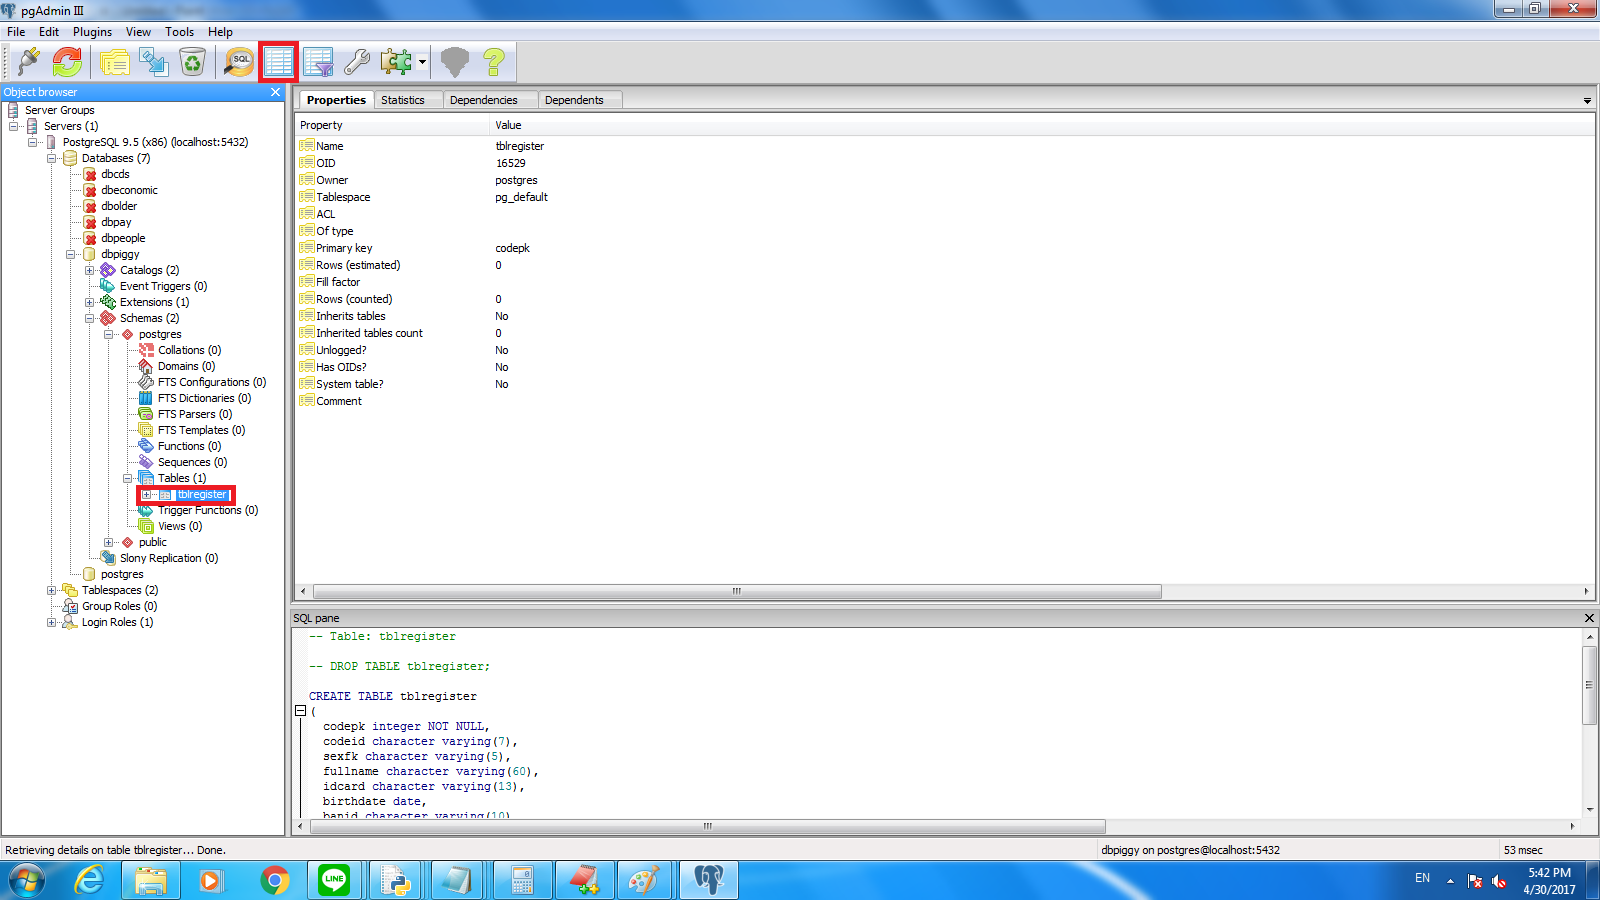 pgAdmin III
File Edit Plugins View Tools Help
SQL
Object browser
Server Groups
Servers (1)
PostgreSQL 9.5 (x86) (localhost:5432)
Databases (7)
dbcds
dbeconomic
dbolder
dbpay
dbpeople
dbpiggy
Catalogs (2)
Event Triggers (0)
Extensions (1)
Schemas (2)
postgres
Collations (0)
Domains (0)
FTS Configurations (0)
FTS Dictionaries (0)
FTS Parsers (0)
FTS Templates (0)
Functions (0)
Sequences (0)
Tables (1)
tblregister
Trigger Functions (0)
Views (0)
public
Slony Replication (0)
postgres
Tablespaces (2)
Group Roles (0)
Login Roles (1)
Properties Statistics Dependencies Dependents
Property Value
Name tblregister
OID 16529
Owner postgres
Tablespace pg_default
ACL
Of type
Primary key codepk
Rows (estimated) 0
Fill factor
Rows (counted) 0
Inherits tables No
Inherited tables count 0
Unlogged? No
Has OIDs? No
System table? No
Comment
SQL pane
-- Table: tblregister
-- DROP TABLE tblregister;
CREATE TABLE tblregister
(
codepk integer NOT NULL,
codeid character varying(7),
sexfk character varying(5),
fullname character varying(60),
idcard character varying(13),
birthdate date,
banid character varying(10)
Retrieving details on table tblregister... Done.
dbpiggy on postgres@localhost:5432
53 msec
LINE
EN
5:42 PM
4/30/2017